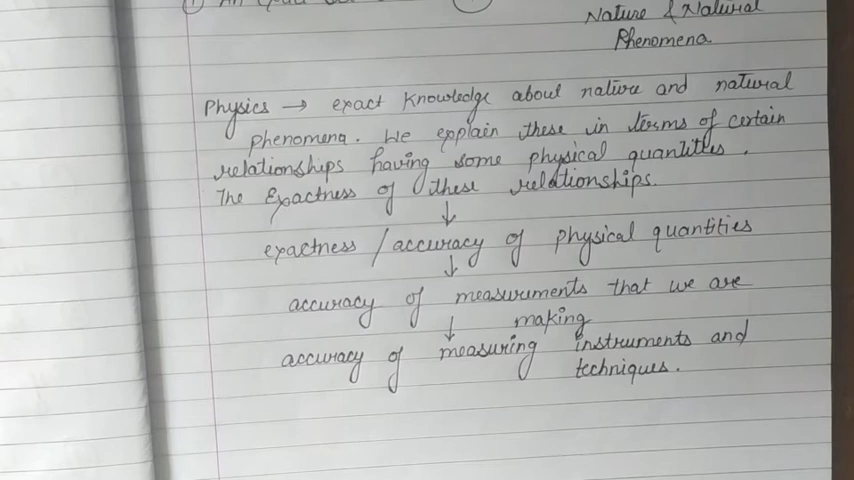 Nature & Natural
Phenomena
Physics → exact knowledge about nature and natural
phenomena. We explain these in terms of certain
relationships having some physical quantities.
The Exactness of these relationships.
↓
exactness / accuracy of physical quantities
↓
accuracy of measurements that we are
making
↓
accuracy of measuring instruments and
techniques.